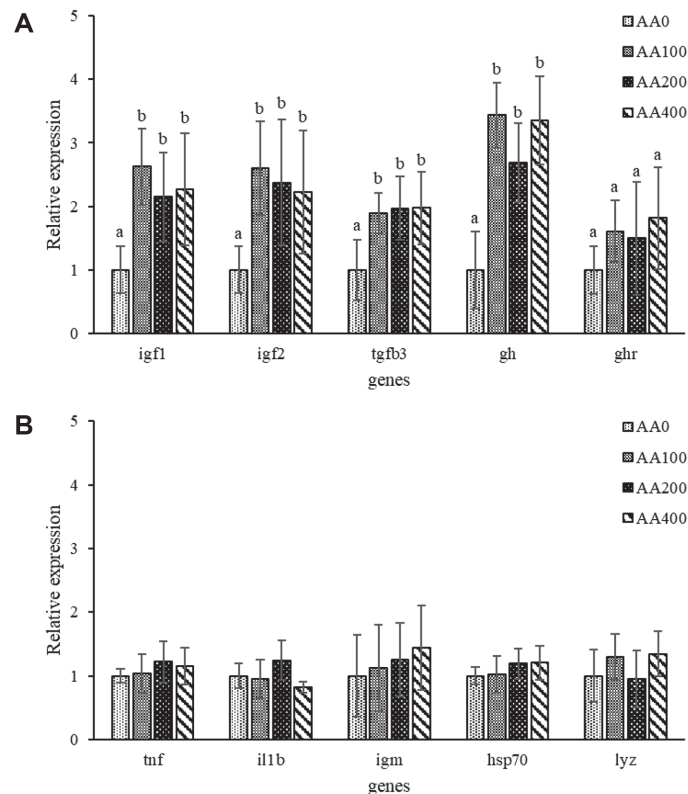 A
Relative expression
5
4
3
2
1
0
a b b b
a b b b
a b b b
a b b b
a a a a
igf1 igf2 tgfb3 gh ghr
genes
AA0
AA100
AA200
AA400
B
Relative expression
5
4
3
2
1
0
tnf il1b igm hsp70 lyz
genes
AA0
AA100
AA200
AA400